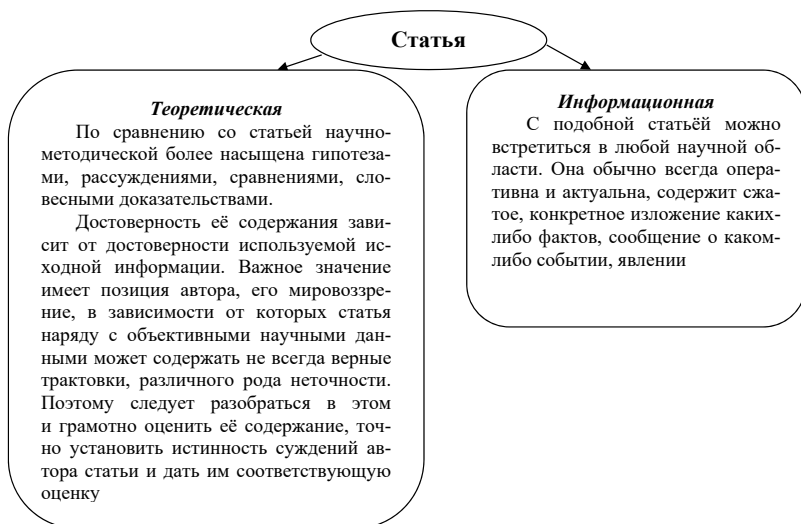 Статья
Теоретическая
По сравнению со статьей научно-
методической более насыщена гипотеза-
ми, рассуждениями, сравнениями, сло-
весными доказательствами.
Достоверность её содержания зави-
сит от достоверности используемой ис-
ходной информации. Важное значение
имеет позиция автора, его мировоззре-
ние, в зависимости от которых статья
наряду с объективными научными дан-
ными может содержать не всегда верные
трактовки, различного рода неточности.
Поэтому следует разобраться в этом
и грамотно оценить её содержание, точ-
но установить истинность суждений ав-
тора статьи и дать им соответствующую
оценку
Информационная
С подобной статьёй можно
встретиться в любой научной об-
ласти. Она обычно всегда опера-
тивна и актуальна, содержит сжа-
тое, конкретное изложение каких-
либо фактов, сообщение о каком-
либо событии, явлении